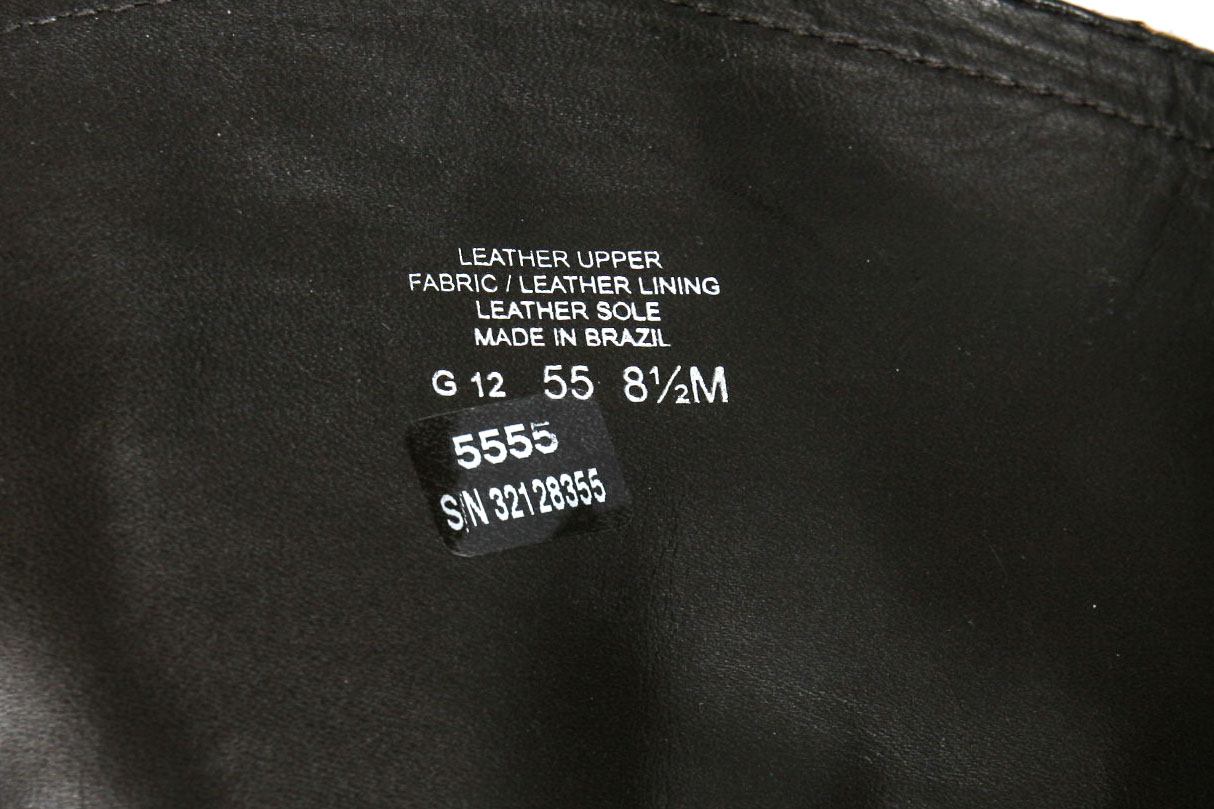 LEATHER UPPER
FABRIC / LEATHER LINING
LEATHER SOLE
MADE IN BRAZIL
G 12 55 8½M
5555
S/N 32128355